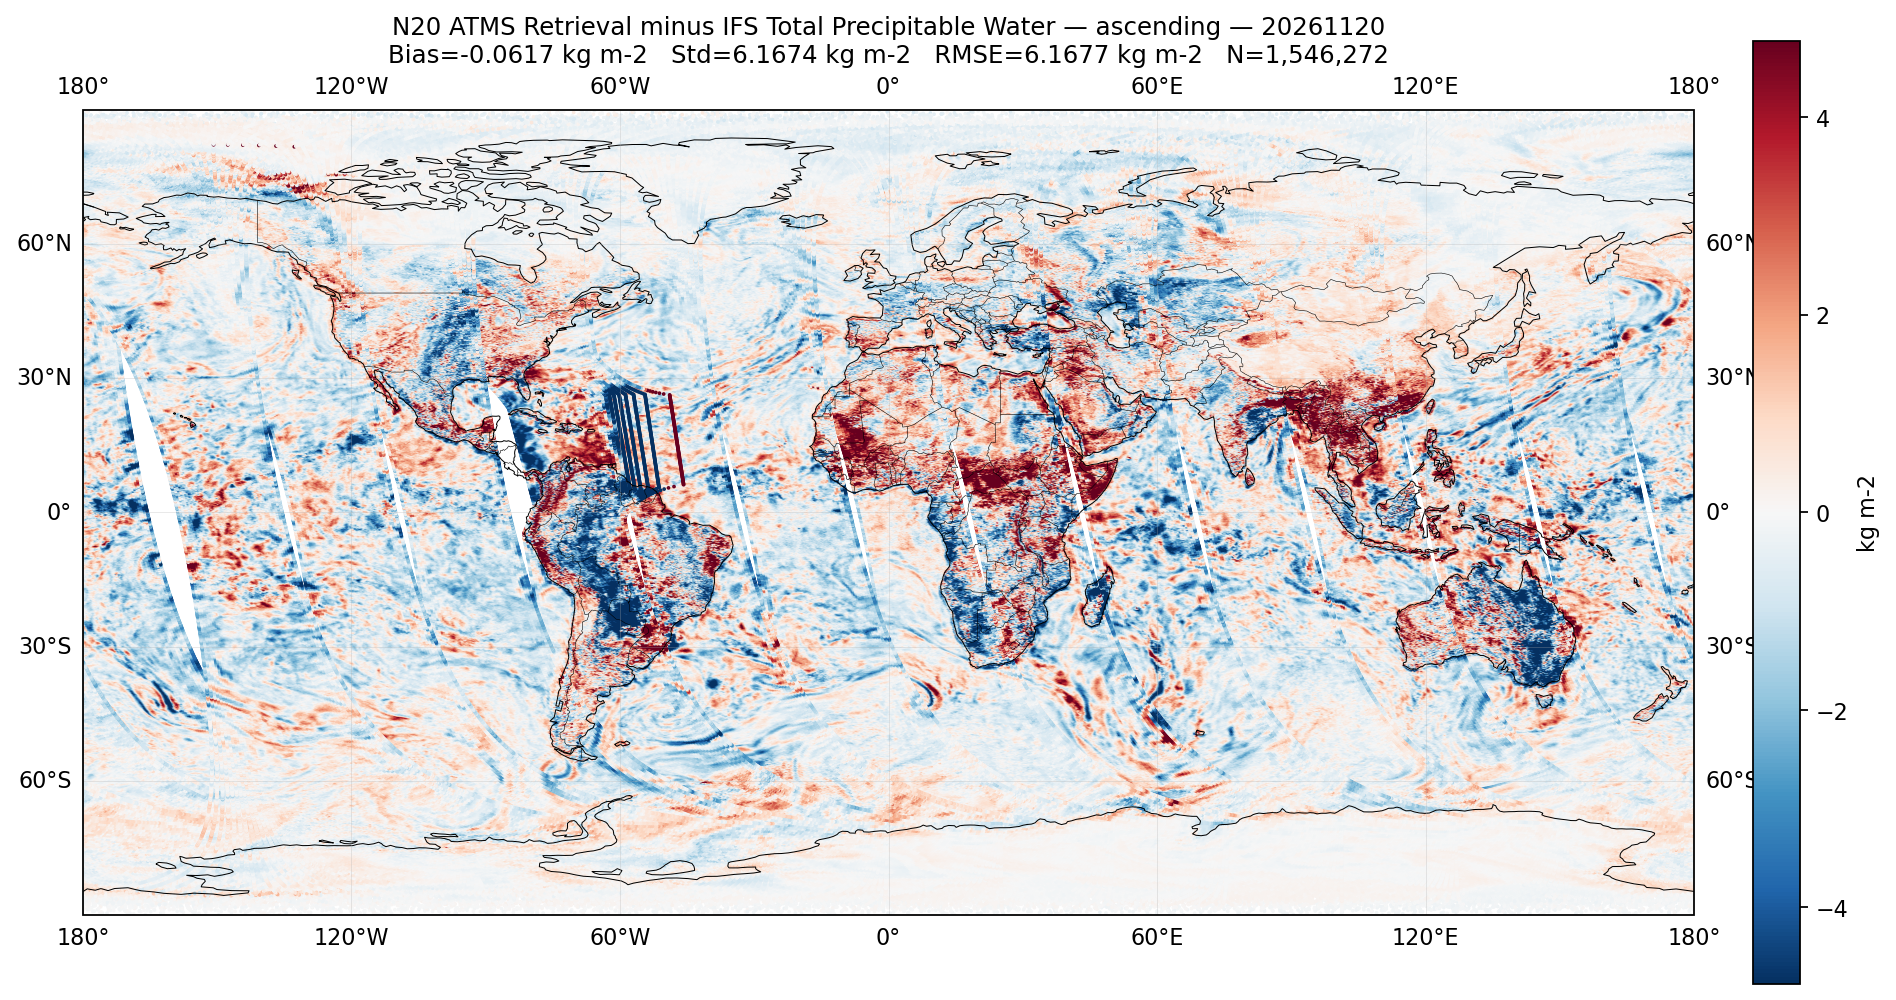 N20 ATMS Retrieval minus IFS Total Precipitable Water — ascending — 20261120
Bias=-0.0617 kg m-2 Std=6.1674 kg m-2 RMSE=6.1677 kg m-2 N=1,546,272
180° 120°W 60°W 0° 60°E 120°E 180°
60°N 60°N
30°N 30°N
0° 0°
30°S 30°S
60°S 60°S
180° 120°W 60°W 0° 60°E 120°E 180°
4
2
0
−2
−4
kg m-2